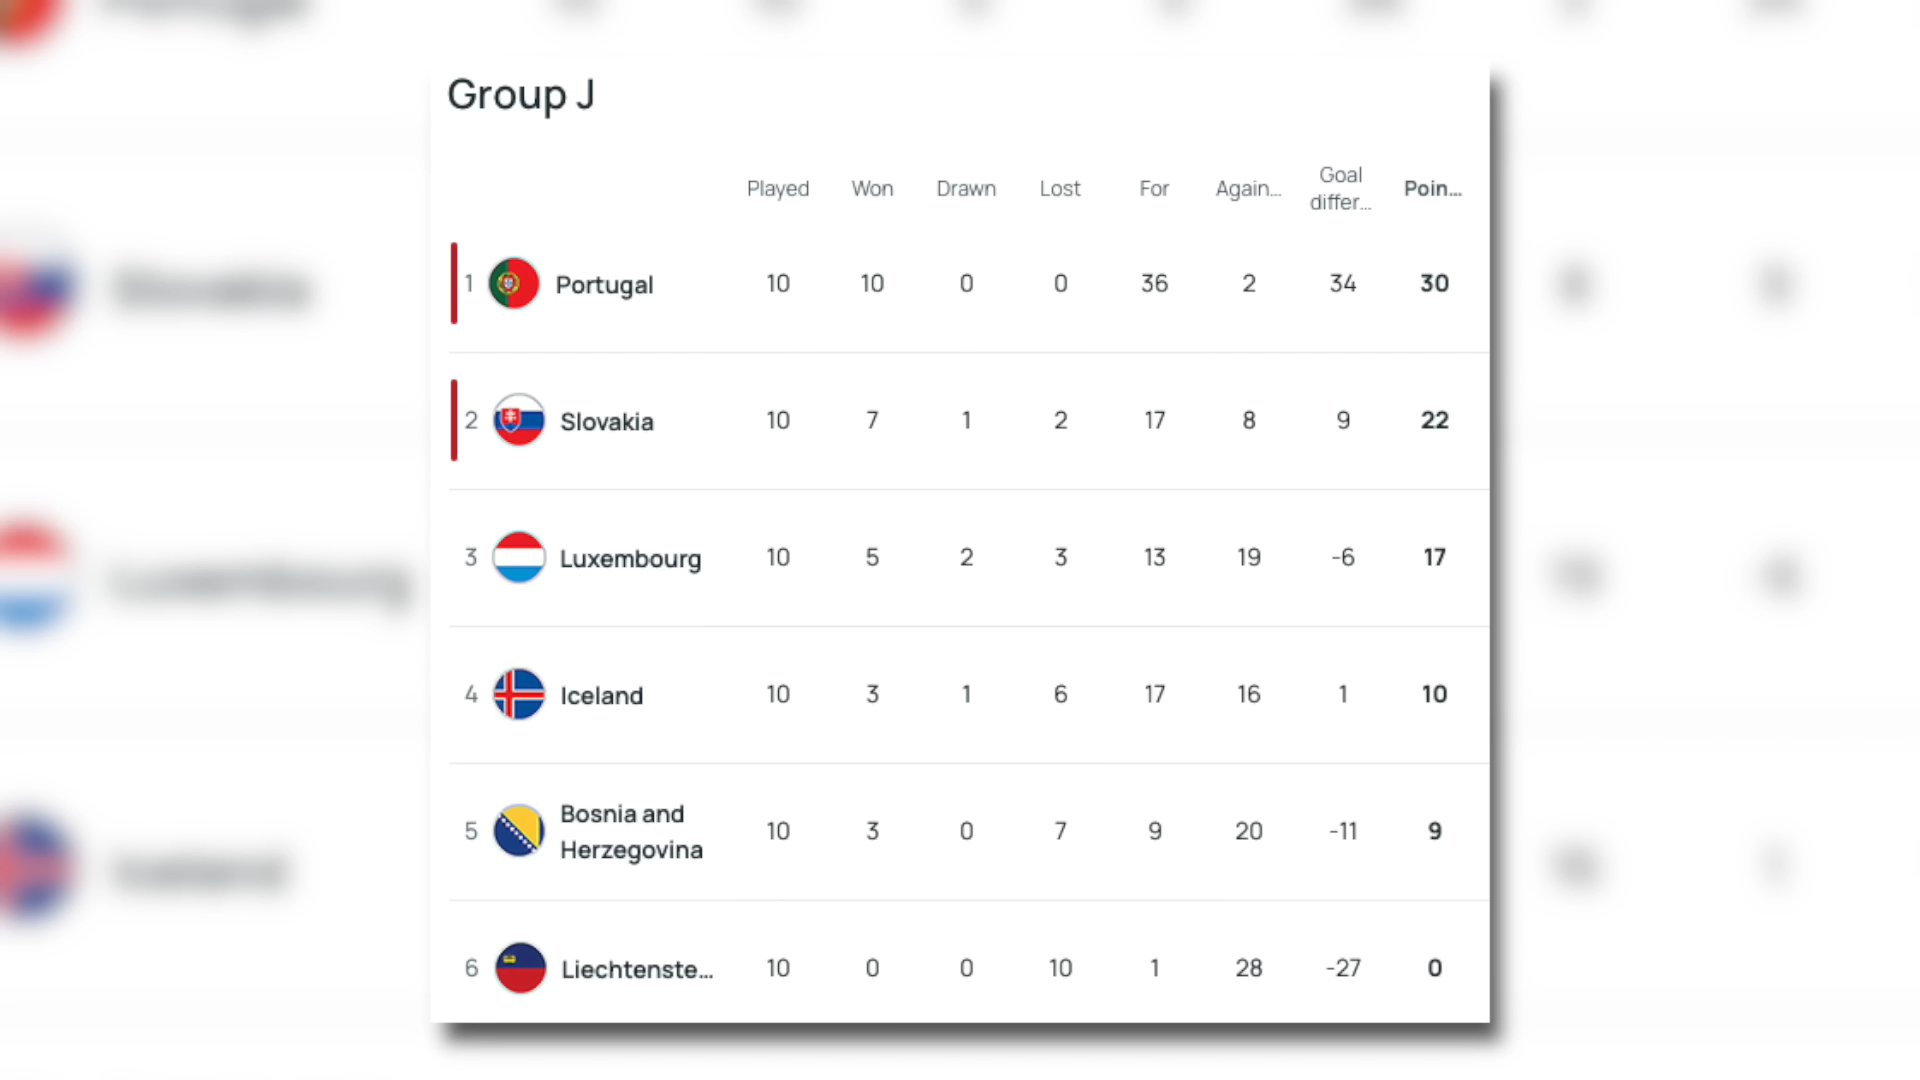 Group J
Played Won Drawn Lost For Again... Goal differ... Poin...
1 Portugal 10 10 0 0 36 2 34 30
2 Slovakia 10 7 1 2 17 8 9 22
3 Luxembourg 10 5 2 3 13 19 -6 17
4 Iceland 10 3 1 6 17 16 1 10
5 Bosnia and Herzegovina 10 3 0 7 9 20 -11 9
6 Liechtenste... 10 0 0 10 1 28 -27 0